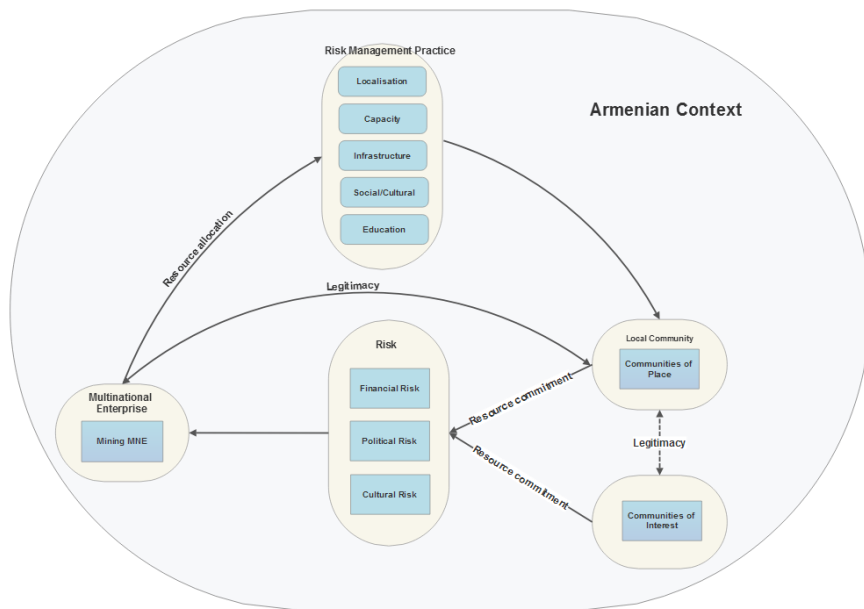 Risk Management Practice
Localisation
Capacity
Infrastructure
Social/Cultural
Education
Armenian Context
Resource allocation
Legitimacy
Local Community
Communities of
Place
Risk
Financial Risk
Political Risk
Cultural Risk
Multinational
Enterprise
Mining MNE
Resource commitment
Resource commitment
Legitimacy
Communities of
Interest